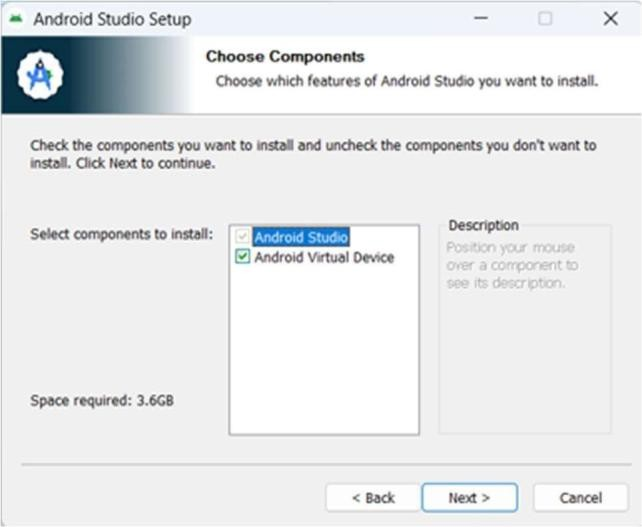 Android Studio Setup
Choose Components
Choose which features of Android Studio you want to install.
Check the components you want to install and uncheck the components you don't want to
install. Click Next to continue.
Select components to install:
Android Studio
Android Virtual Device
Description
Position your mouse
over a component to
see its description.
Space required: 3.6GB
< Back
Next >
Cancel